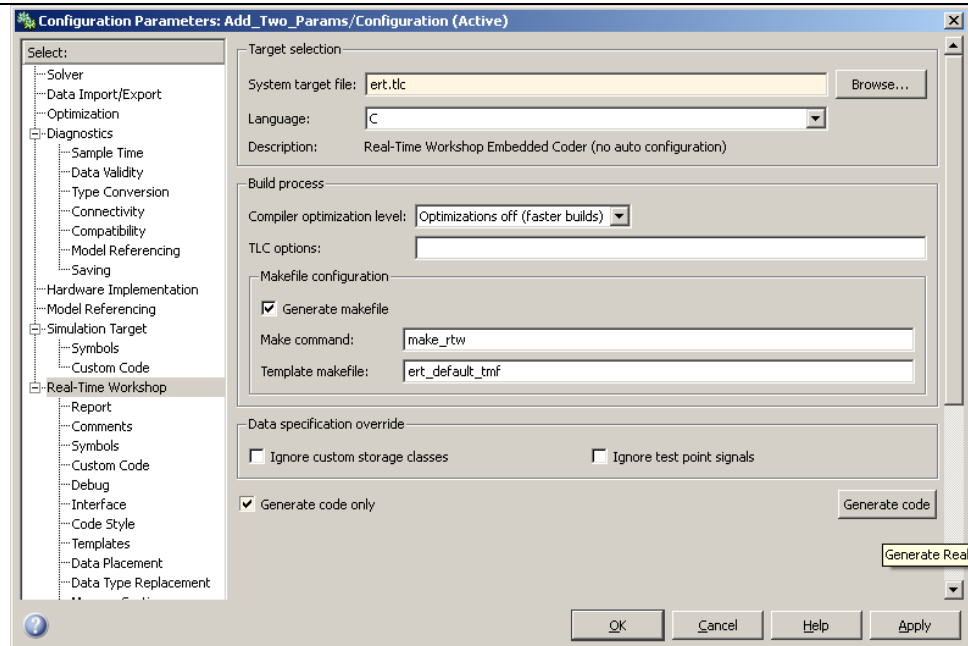 Configuration Parameters: Add_Two_Params/Configuration (Active)
Select:
Solver
Data Import/Export
Optimization
Diagnostics
Sample Time
Data Validity
Type Conversion
Connectivity
Compatibility
Model Referencing
Saving
Hardware Implementation
Model Referencing
Simulation Target
Symbols
Custom Code
Real-Time Workshop
Report
Comments
Symbols
Custom Code
Debug
Interface
Code Style
Templates
Data Placement
Data Type Replacement
Target selection
System target file: ert.tlc Browse...
Language: C
Description: Real-Time Workshop Embedded Coder (no auto configuration)
Build process
Compiler optimization level: Optimizations off (faster builds)
TLC options:
Makefile configuration
Generate makefile
Make command: make_rtw
Template makefile: ert_default_tmf
Data specification override
Ignore custom storage classes Ignore test point signals
Generate code only Generate code
Generate Real
OK Cancel Help Apply